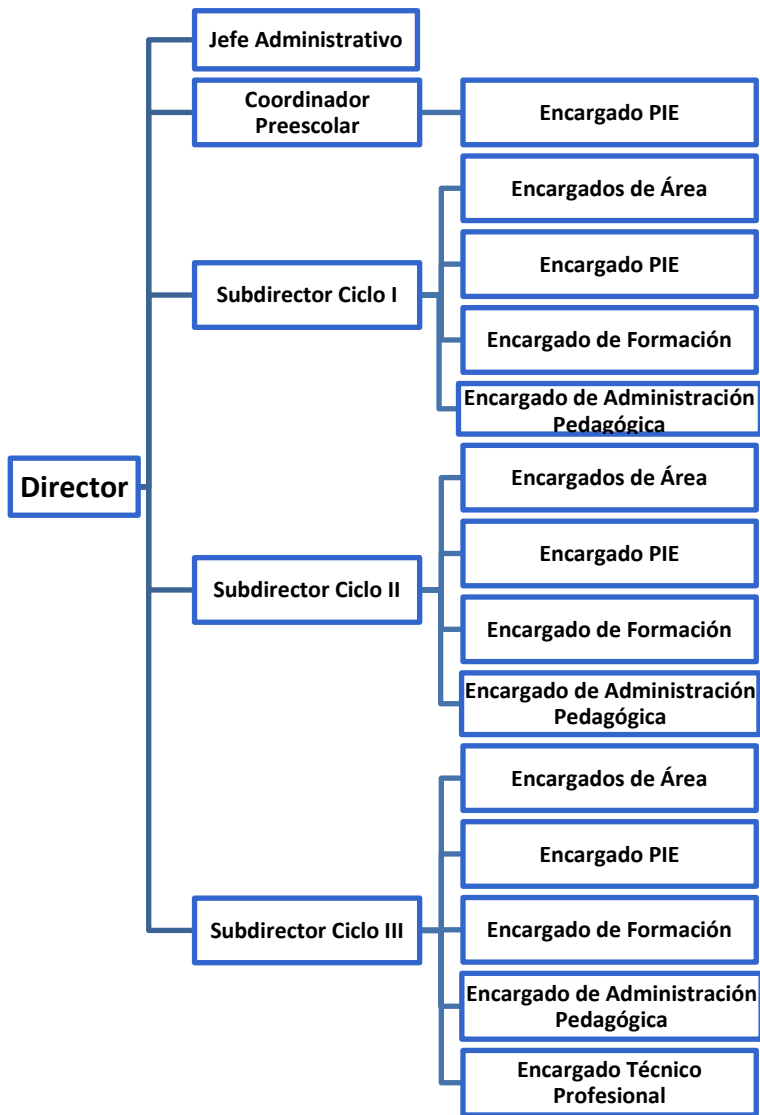 Jefe Administrativo
Coordinador
Preescolar
Encargado PIE
Encargados de Área
Encargado PIE
Subdirector Ciclo I
Encargado de Formación
Encargado de Administración
Pedagógica
Director
Encargados de Área
Encargado PIE
Subdirector Ciclo II
Encargado de Formación
Encargado de Administración
Pedagógica
Encargados de Área
Encargado PIE
Subdirector Ciclo III
Encargado de Formación
Encargado de Administración
Pedagógica
Encargado Técnico
Profesional